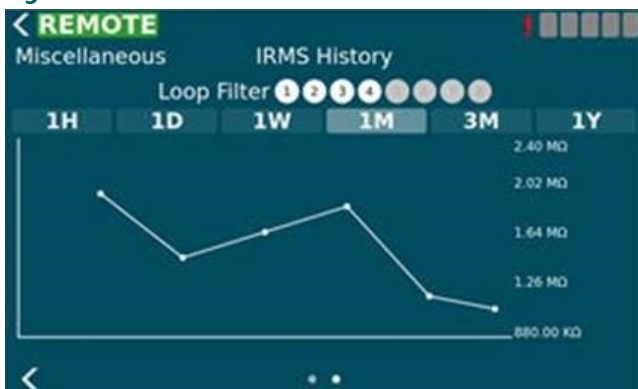 REMOTE
Miscellaneous IRMS History
Loop Filter 1 2 3 4
1H 1D 1W 1M 3M 1Y
2.40 MΩ
2.02 MΩ
1.64 MΩ
1.26 MΩ
880.00 KΩ